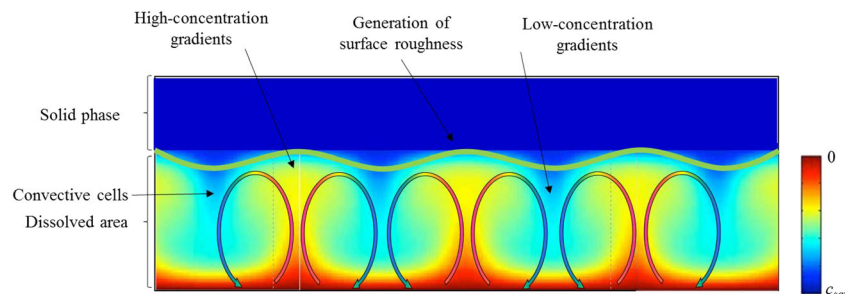 High-concentration
gradients
Generation of
surface roughness
Low-concentration
gradients
Solid phase
Convective cells
Dissolved area
0